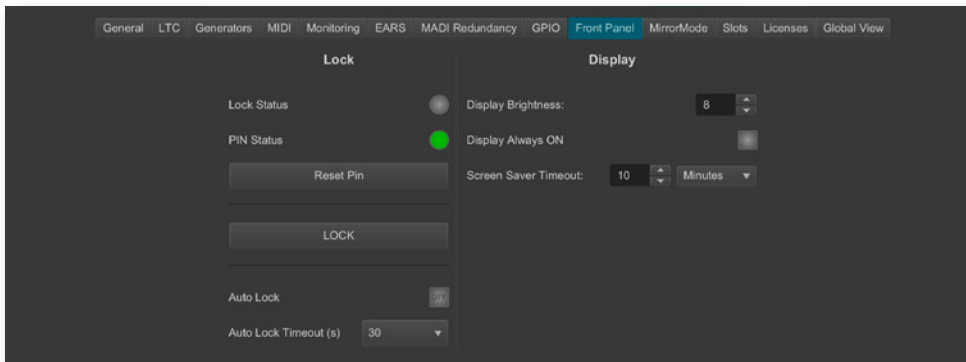 General LTC Generators MIDI Monitoring EARS MADI Redundancy GPIO Front Panel MirrorMode Slots Licenses Global View
Lock
Lock Status
PIN Status
Reset Pin
LOCK
Auto Lock OFF
Auto Lock Timeout (s) 30
Display
Display Brightness: 8
Display Always ON
Screen Saver Timeout: 10 Minutes